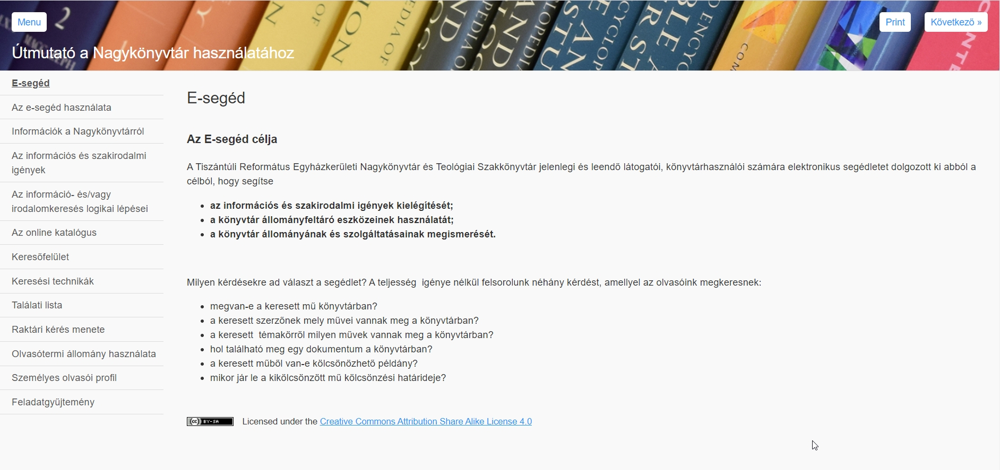 Menu
Print
Következő »
2
MAGCEPH
N
OF
ION
MEDIA OF
Útmutató a Nagykönyvtár használatához
E-segéd
Az e-segéd használata
Információk a Nagykönyvtárról
Az információs és szakirodalmi
igények
Az információ- és/vagy
irodalomkeresés logikai lépései
Az online katalógus
Keresőfelület
Keresési technikák
Találati lista
Raktári kérés menete
Olvasótermi állomány használata
Személyes olvasói profil
Feladatgyűjtemény
E-segéd
Az E-segéd célja
A Tiszántúli Református Egyházkerületi Nagykönyvtár és Teológiai Szakkönyvtár jelenlegi és leendő látogatói, könyvtárhasználói számára elektronikus segédletet dolgozott ki abból a
célból, hogy segítse
az információs és szakirodalmi igények kielégítését;
a könyvtár állományfeltáró eszközeinek használatát;
a könyvtár állományának és szolgáltatásainak megismerését.
Milyen kérdésekre ad választ a segédlet? A teljesség  igénye nélkül felsorolunk néhány kérdést, amellyel az olvasóink megkeresnek:
megvan-e a keresett mű könyvtárban?
a keresett szerzőnek mely művei vannak meg a könyvtárban?
a keresett  témakörről milyen művek vannak meg a könyvtárban?
hol található meg egy dokumentum a könyvtárban?
a keresett műből van-e kölcsönözhető példány?
mikor jár le a kikölcsönzött mű kölcsönzési határideje?
cc BY-SA
Licensed under the Creative Commons Attribution Share Alike License 4.0